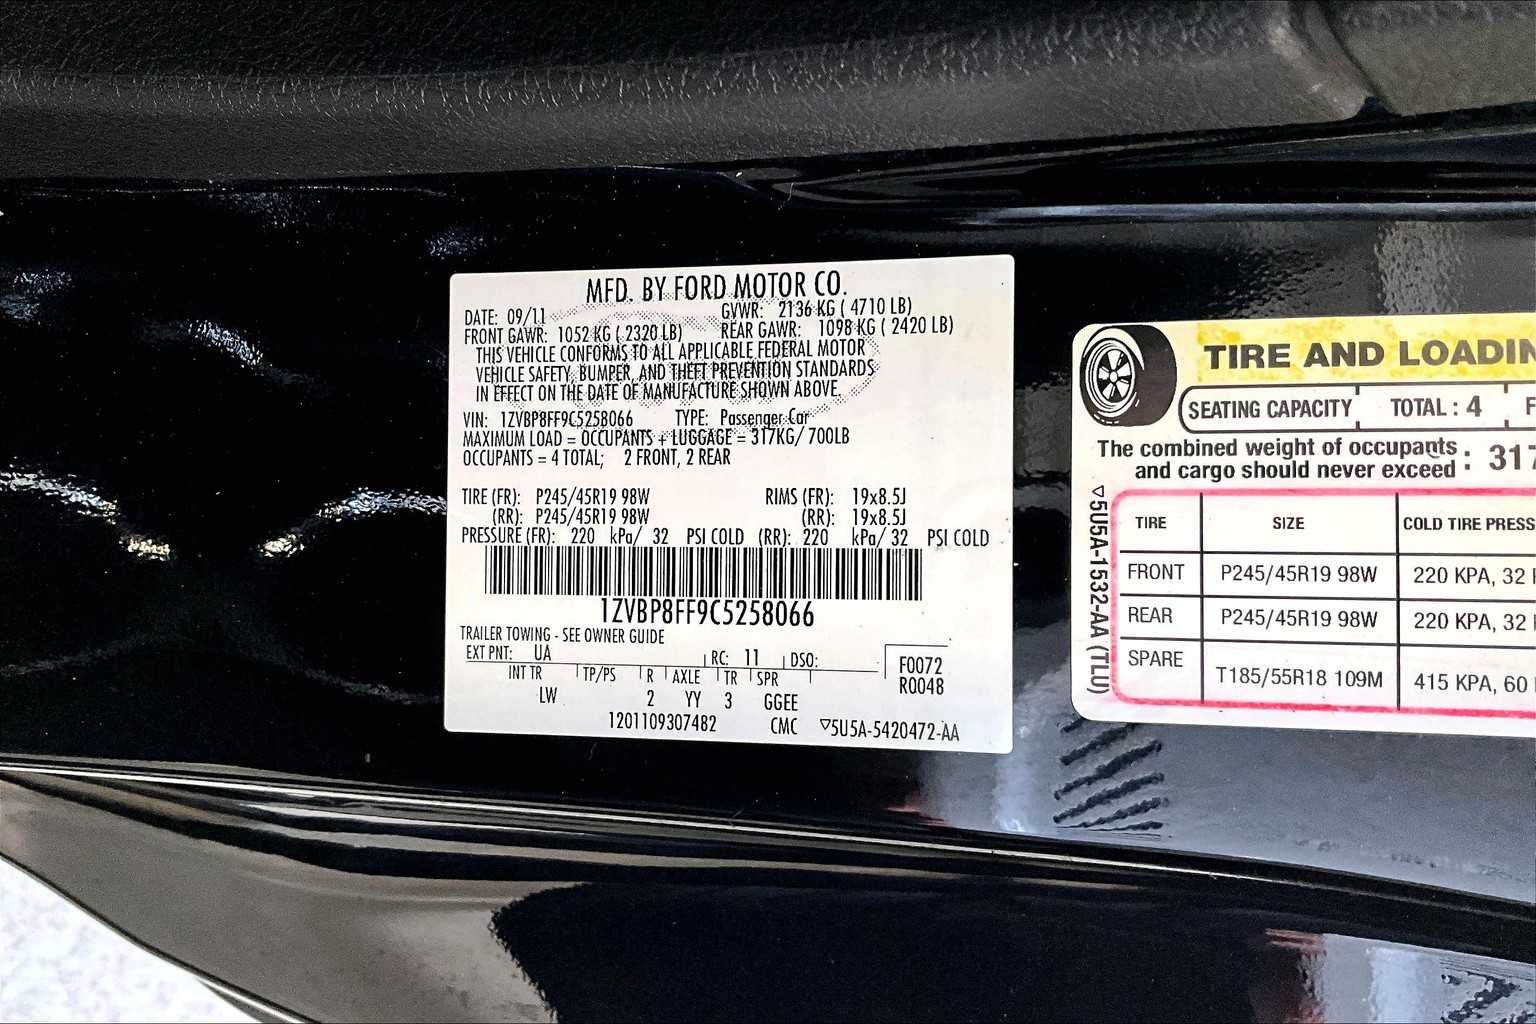 MFD. BY FORD MOTOR CO.
DATE: 09/11 GVWR: 2136 KG ( 4710 LB)
FRONT GAWR: 1052 KG ( 2320 LB) REAR GAWR: 1098 KG ( 2420 LB)
THIS VEHICLE CONFORMS TO ALL APPLICABLE FEDERAL MOTOR
VEHICLE SAFETY, BUMPER, AND THEFT PREVENTION STANDARDS
IN EFFECT ON THE DATE OF MANUFACTURE SHOWN ABOVE.
VIN: 1ZVBP8FF9C5258066 TYPE: Passenger Car
MAXIMUM LOAD = OCCUPANTS + LUGGAGE = 317KG/ 700LB
OCCUPANTS = 4 TOTAL; 2 FRONT, 2 REAR
TIRE (FR): P245/45R19 98W RIMS (FR): 19x8.5J
(RR): P245/45R19 98W (RR): 19x8.5J
PRESSURE (FR): 220 kPa/ 32 PSI COLD (RR): 220 kPa/ 32 PSI COLD
1ZVBP8FF9C5258066
TRAILER TOWING - SEE OWNER GUIDE
EXT PNT: UA RC: 11 DSO:
INT TR TP/PS R AXLE TR SPR
LW 2 YY 3 GGEE
F0072
R0048
1201109307482 CMC ▽5U5A-5420472-AA
TIRE AND LOADIN
SEATING CAPACITY TOTAL : 4 F
The combined weight of occupants
and cargo should never exceed : 317
▽5U5A-1532-AA (TLU)
TIRE SIZE COLD TIRE PRESS
FRONT P245/45R19 98W 220 KPA, 32
REAR P245/45R19 98W 220 KPA, 32
SPARE T185/55R18 109M 415 KPA, 60